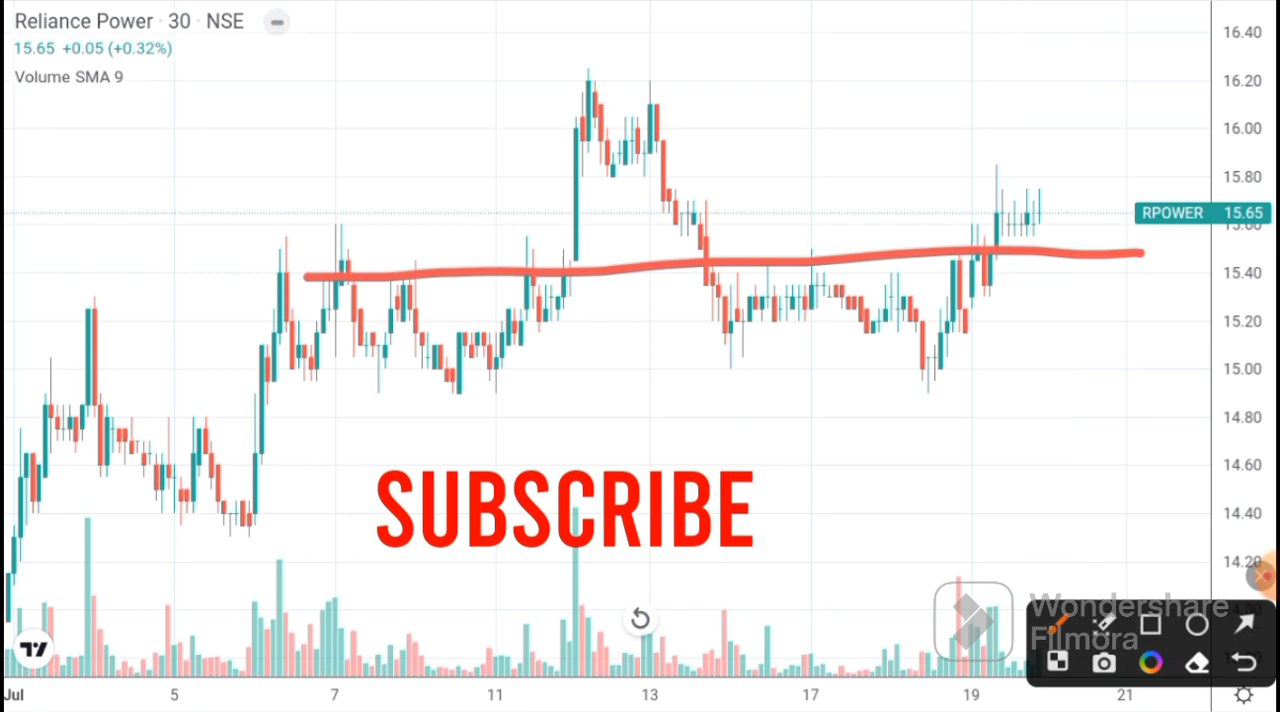 Reliance Power · 30 · NSE
15.65 +0.05 (+0.32%)
Volume SMA 9
16.40
16.20
16.00
15.80
RPOWER 15.65
15.60
15.40
15.20
15.00
14.80
14.60
14.40
14.20
SUBSCRIBE
Wondershare
Filmora
Jul 5 7 11 13 17 19 21